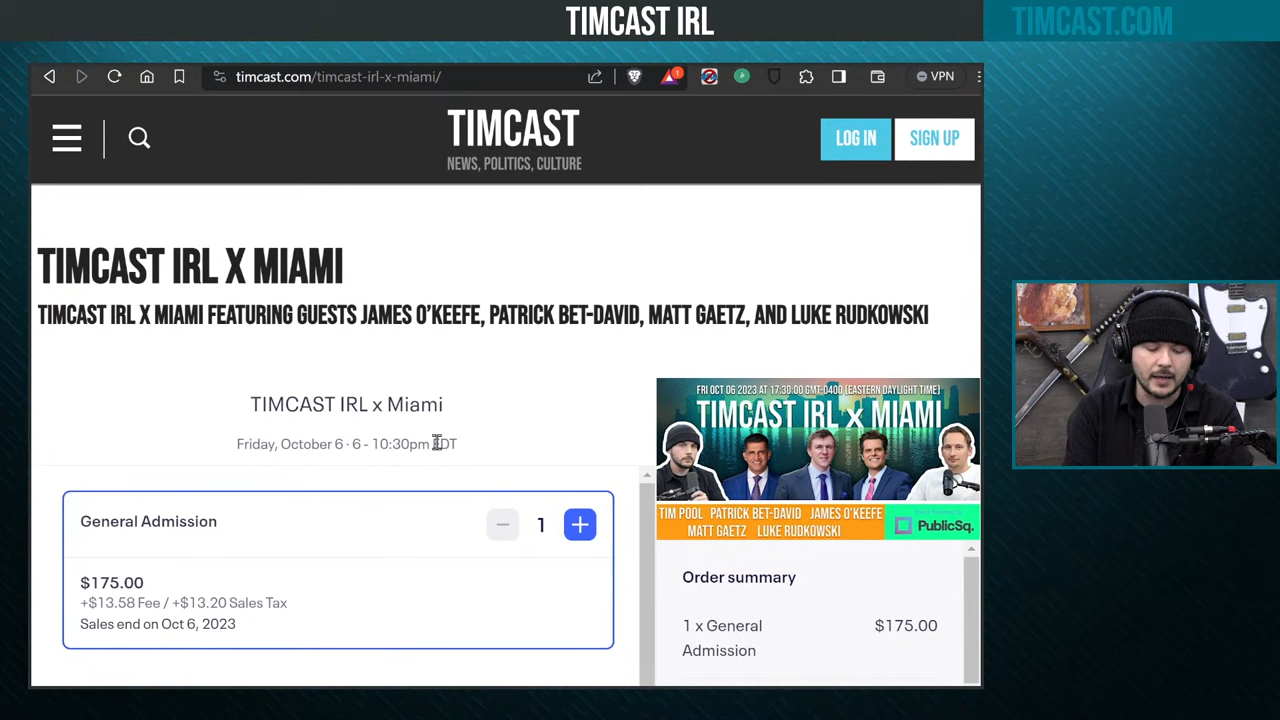 TIMCAST IRL
TIMCAST.COM
timcast.com/timcast-irl-x-miami/
1
VPN
TIMCAST
NEWS, POLITICS, CULTURE
LOG IN
SIGN UP
TIMCAST IRL X MIAMI
TIMCAST IRL X MIAMI FEATURING GUESTS JAMES O'KEEFE, PATRICK BET-DAVID, MATT GAETZ, AND LUKE RUDKOWSKI
TIMCAST IRL x Miami
Friday, October 6 · 6 - 10:30pm EDT
General Admission
1
$175.00
+$13.58 Fee / +$13.20 Sales Tax
Sales end on Oct 6, 2023
FRI OCT 06 2023 AT 17:30:00 GMT-0400 (EASTERN DAYLIGHT TIME)
TIMCAST IRL x MIAMI
TIM POOL PATRICK BET-DAVID JAMES O'KEEFE
MATT GAETZ LUKE RUDKOWSKI
PublicSq.
Order summary
1 x General
Admission
$175.00